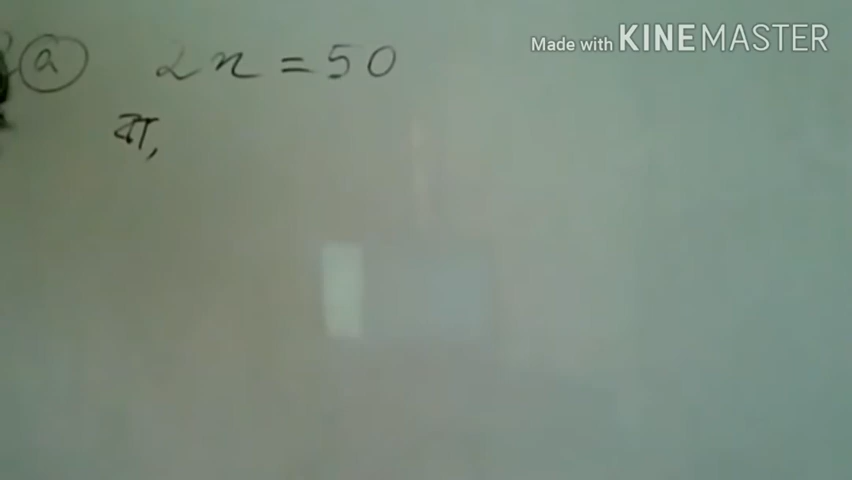 Made with KINEMASTER
a 2x = 50
বা,